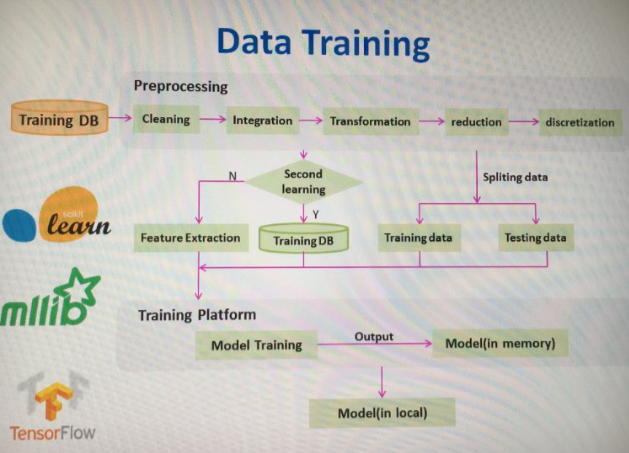 Data Training
Preprocessing
Training DB
Cleaning
Integration
Transformation
reduction
discretization
N
Second
learning
Y
Spliting data
scikit
learn
Feature Extraction
Training DB
Training data
Testing data
mllib
Training Platform
Model Training
Output
Model(in memory)
Model(in local)
TensorFlow